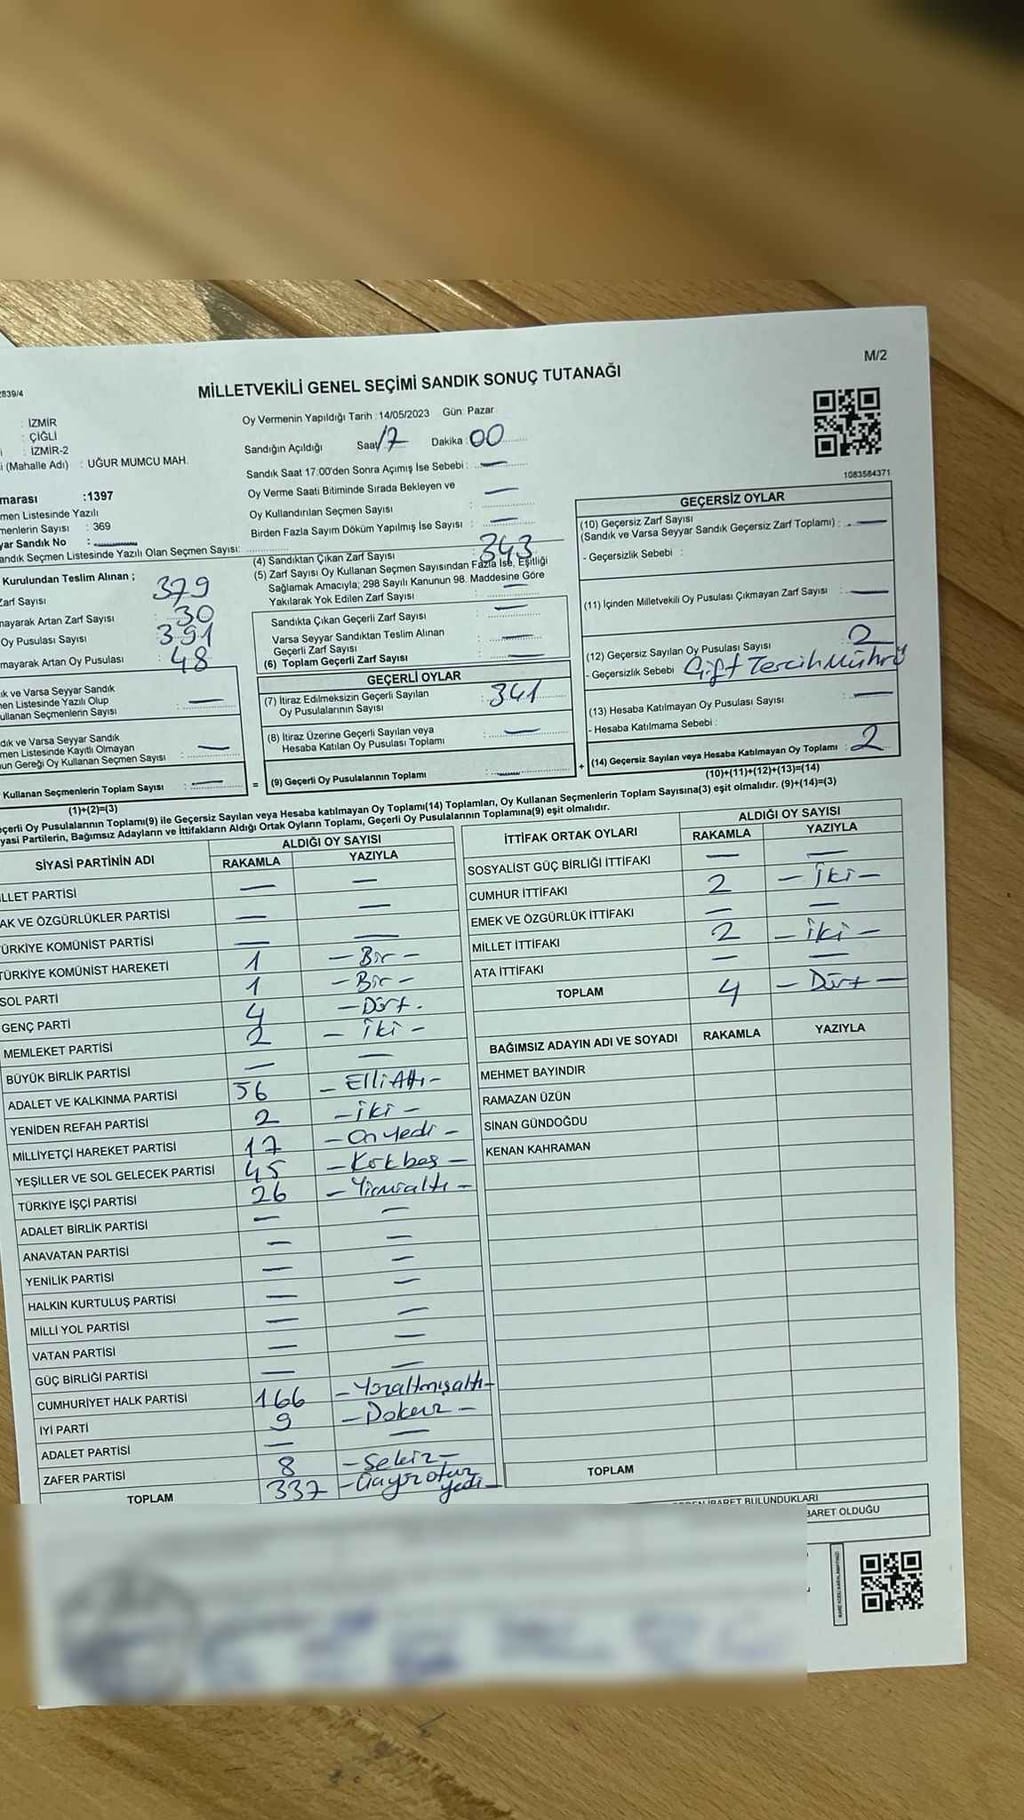 M/2
2839/4
MİLLETVEKİLİ GENEL SEÇİMİ SANDIK SONUÇ TUTANAĞI
: İZMİR
: ÇİĞLİ
: İZMİR-2
i (Mahalle Adı) : UĞUR MUMCU MAH.
marası :1397
men Listesinde Yazılı
menlerin Sayısı : 369
yar Sandık No : —
andık Seçmen Listesinde Yazılı Olan Seçmen Sayısı:
Oy Vermenin Yapıldığı Tarih :14/05/2023 Gün: Pazar
Sandığın Açıldığı Saat 17 Dakika : 00
Sandık Saat 17:00'den Sonra Açımış İse Sebebi : —
Oy Verme Saati Bitiminde Sırada Bekleyen ve
Oy Kullandırılan Seçmen Sayısı : —
Birden Fazla Sayım Döküm Yapılmış İse Sayısı : —
1083584371
Kurulundan Teslim Alınan ;
Zarf Sayısı 379
mayarak Artan Zarf Sayısı : 30
Oy Pusulası Sayısı : 391
mayarak Artan Oy Pusulası : 48
ık ve Varsa Seyyar Sandık
nen Listesinde Yazılı Olup
ullanan Seçmenlerin Sayısı : —
dık ve Varsa Seyyar Sandık
men Listesinde Kayıtlı Olmayan
nun Gereği Oy Kullanan Seçmen Sayısı : —
Kullanan Seçmenlerin Toplam Sayısı : —
(1)+(2)=(3)
(4) Sandıktan Çıkan Zarf Sayısı : 343
(5) Zarf Sayısı Oy Kullanan Seçmen Sayısından Fazla İse, Eşitliği
Sağlamak Amacıyla; 298 Sayılı Kanunun 98. Maddesine Göre
Yakılarak Yok Edilen Zarf Sayısı : —
Sandıkta Çıkan Geçerli Zarf Sayısı : —
Varsa Seyyar Sandıktan Teslim Alınan
Geçerli Zarf Sayısı : —
(6) Toplam Geçerli Zarf Sayısı : —
GEÇERLİ OYLAR
(7) İtiraz Edilmeksizin Geçerli Sayılan
Oy Pusulalarının Sayısı : 341
(8) İtiraz Üzerine Geçerli Sayılan veya
Hesaba Katılan Oy Pusulası Toplamı : —
= (9) Geçerli Oy Pusulalarının Toplamı : — +
GEÇERSİZ OYLAR
(10) Geçersiz Zarf Sayısı
(Sandık ve Varsa Seyyar Sandık Geçersiz Zarf Toplamı) : —
- Geçersizlik Sebebi :
(11) İçinden Milletvekili Oy Pusulası Çıkmayan Zarf Sayısı : —
(12) Geçersiz Sayılan Oy Pusulası Sayısı : 2
- Geçersizlik Sebebi Çift Tercih Mührü
(13) Hesaba Katılmayan Oy Pusulası Sayısı : —
- Hesaba Katılmama Sebebi :
(14) Geçersiz Sayılan veya Hesaba Katılmayan Oy Toplamı : 2
(10)+(11)+(12)+(13)=(14)
eçerli Oy Pusulalarının Toplamı(9) ile Geçersiz Sayılan veya Hesaba katılmayan Oy Toplamı(14) Toplamları, Oy Kullanan Seçmenlerin Toplam Sayısına(3) eşit olmalıdır. (9)+(14)=(3)
yasi Partilerin, Bağımsız Adayların ve İttifakların Aldığı Ortak Oyların Toplamı, Geçerli Oy Pusulalarının Toplamına(9) eşit olmalıdır.
SİYASİ PARTİNİN ADI ALDIĞI OY SAYISI
RAKAMLA YAZIYLA
LLET PARTİSİ — —
AK VE ÖZGÜRLÜKLER PARTİSİ — —
ÜRKİYE KOMÜNİST PARTİSİ — —
TÜRKİYE KOMÜNİST HAREKETİ 1 – Bir –
SOL PARTİ 1 – Bir –
GENÇ PARTİ 4 – Dört.
MEMLEKET PARTİSİ 2 – İki –
BÜYÜK BİRLİK PARTİSİ — —
ADALET VE KALKINMA PARTİSİ 56 – Elli Altı –
YENİDEN REFAH PARTİSİ 2 – İki –
MİLLİYETÇİ HAREKET PARTİSİ 17 – On yedi –
YEŞİLLER VE SOL GELECEK PARTİSİ 45 – Kırkbeş –
TÜRKİYE İŞÇİ PARTİSİ 26 – Yirmialtı –
ADALET BİRLİK PARTİSİ — —
ANAVATAN PARTİSİ — —
YENİLİK PARTİSİ — —
HALKIN KURTULUŞ PARTİSİ — —
MİLLİ YOL PARTİSİ — —
VATAN PARTİSİ — —
GÜÇ BİRLİĞİ PARTİSİ — —
CUMHURİYET HALK PARTİSİ 166 – Yüzaltmışaltı –
İYİ PARTİ 9 – Dokuz –
ADALET PARTİSİ — —
ZAFER PARTİSİ 8 – Sekiz –
TOPLAM 337 – Üçyüz otuz yedi –
İTTİFAK ORTAK OYLARI ALDIĞI OY SAYISI
RAKAMLA YAZIYLA
SOSYALİST GÜÇ BİRLİĞİ İTTİFAKI — —
CUMHUR İTTİFAKI 2 – İki –
EMEK VE ÖZGÜRLÜK İTTİFAKI — —
MİLLET İTTİFAKI 2 – İki –
ATA İTTİFAKI — —
TOPLAM 4 – Dört –
BAĞIMSIZ ADAYIN ADI VE SOYADI RAKAMLA YAZIYLA
MEHMET BAYINDIR
RAMAZAN ÜZÜN
SİNAN GÜNDOĞDU
KENAN KAHRAMAN
TOPLAM
İBARET BULUNDUKLARI
BARET OLDUĞU